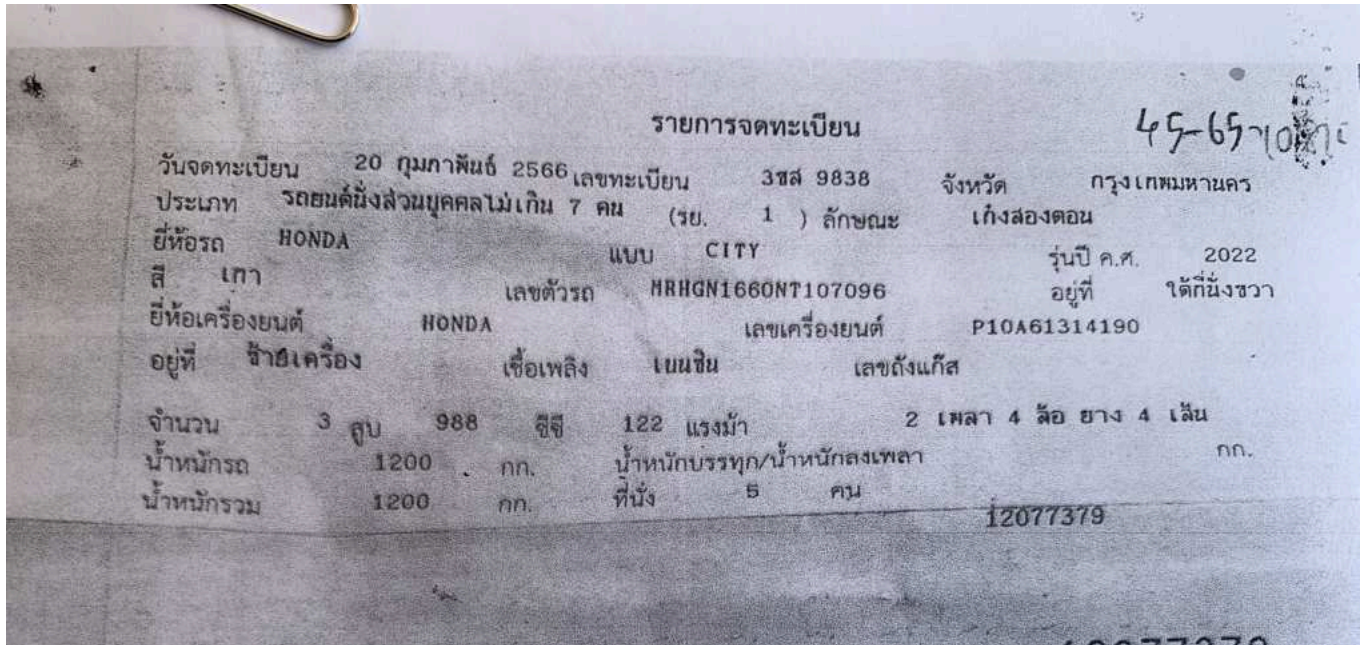 รายการจดทะเบียน
วันจดทะเบียน 20 กุมภาพันธ์ 2566 เลขทะเบียน 3ขส 9838 จังหวัด กรุงเทพมหานคร
ประเภท รถยนต์นั่งส่วนบุคคลไม่เกิน 7 คน (รย. 1 ) ลักษณะ เก๋งสองตอน
ยี่ห้อรถ HONDA แบบ CITY รุ่นปี ค.ศ. 2022
สี เทา เลขตัวรถ MRHGN1660NT107096 อยู่ที่ ใต้ที่นั่งขวา
ยี่ห้อเครื่องยนต์ HONDA เลขเครื่องยนต์ P10A61314190
อยู่ที่ ซ้ายเครื่อง เชื้อเพลิง เบนซิน เลขถังแก๊ส
จำนวน 3 สูบ 988 ซีซี 122 แรงม้า 2 เพลา 4 ล้อ ยาง 4 เส้น
น้ำหนักรถ 1200 กก. น้ำหนักบรรทุก/น้ำหนักลงเพลา กก.
น้ำหนักรวม 1200 กก. ที่นั่ง 5 คน
12077379